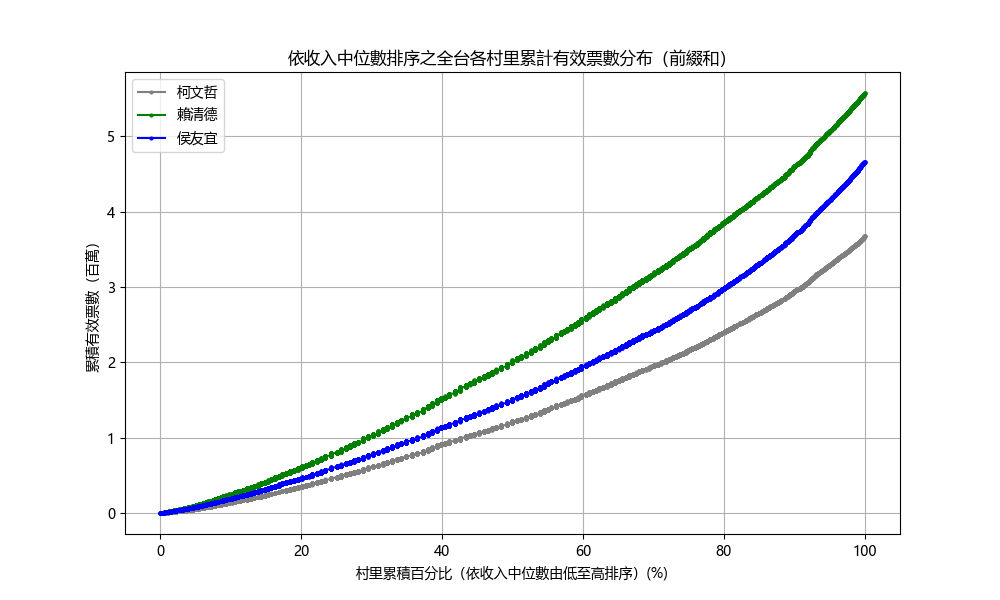 依收入中位數排序之全台各村里累計有效票數分布（前綴和）
柯文哲
賴清德
侯友宜
累積有效票數（百萬）
5
4
3
2
1
0
0 20 40 60 80 100
村里累積百分比（依收入中位數由低至高排序）(%)